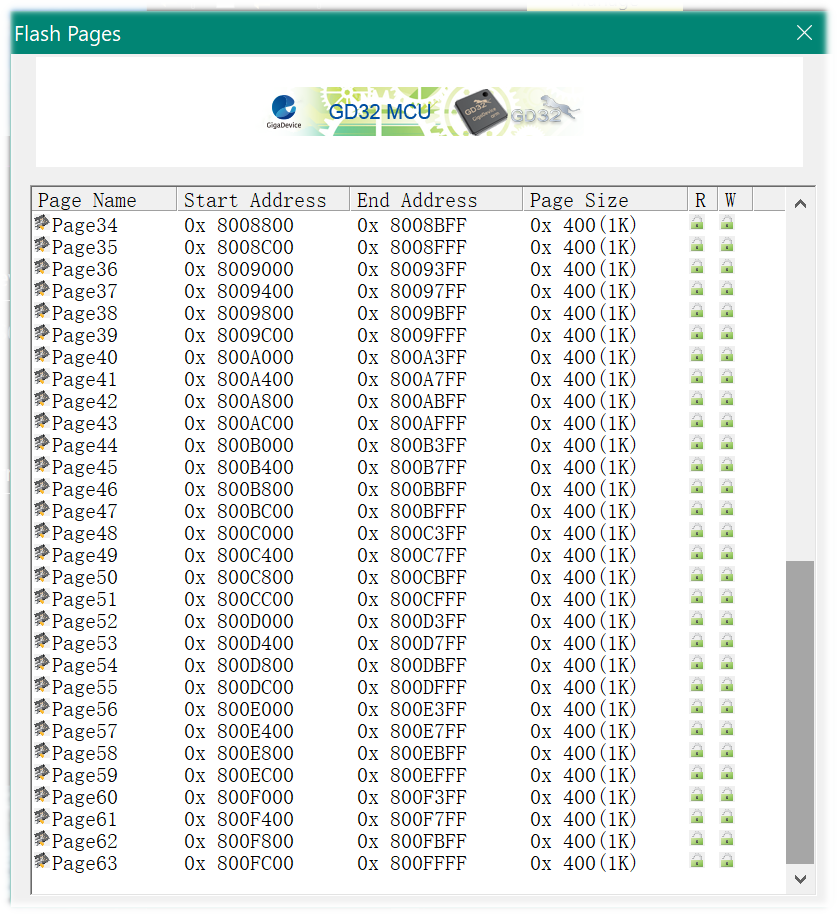 Flash Pages
GigaDevice
GD32 MCU
GD32
GigaDevice
GD32
Page Name Start Address End Address Page Size R W
Page34 0x 8008800 0x 8008BFF 0x 400(1K)
Page35 0x 8008C00 0x 8008FFF 0x 400(1K)
Page36 0x 8009000 0x 80093FF 0x 400(1K)
Page37 0x 8009400 0x 80097FF 0x 400(1K)
Page38 0x 8009800 0x 8009BFF 0x 400(1K)
Page39 0x 8009C00 0x 8009FFF 0x 400(1K)
Page40 0x 800A000 0x 800A3FF 0x 400(1K)
Page41 0x 800A400 0x 800A7FF 0x 400(1K)
Page42 0x 800A800 0x 800ABFF 0x 400(1K)
Page43 0x 800AC00 0x 800AFFF 0x 400(1K)
Page44 0x 800B000 0x 800B3FF 0x 400(1K)
Page45 0x 800B400 0x 800B7FF 0x 400(1K)
Page46 0x 800B800 0x 800BBFF 0x 400(1K)
Page47 0x 800BC00 0x 800BFFF 0x 400(1K)
Page48 0x 800C000 0x 800C3FF 0x 400(1K)
Page49 0x 800C400 0x 800C7FF 0x 400(1K)
Page50 0x 800C800 0x 800CBFF 0x 400(1K)
Page51 0x 800CC00 0x 800CFFF 0x 400(1K)
Page52 0x 800D000 0x 800D3FF 0x 400(1K)
Page53 0x 800D400 0x 800D7FF 0x 400(1K)
Page54 0x 800D800 0x 800DBFF 0x 400(1K)
Page55 0x 800DC00 0x 800DFFF 0x 400(1K)
Page56 0x 800E000 0x 800E3FF 0x 400(1K)
Page57 0x 800E400 0x 800E7FF 0x 400(1K)
Page58 0x 800E800 0x 800EBFF 0x 400(1K)
Page59 0x 800EC00 0x 800EFFF 0x 400(1K)
Page60 0x 800F000 0x 800F3FF 0x 400(1K)
Page61 0x 800F400 0x 800F7FF 0x 400(1K)
Page62 0x 800F800 0x 800FBFF 0x 400(1K)
Page63 0x 800FC00 0x 800FFFF 0x 400(1K)